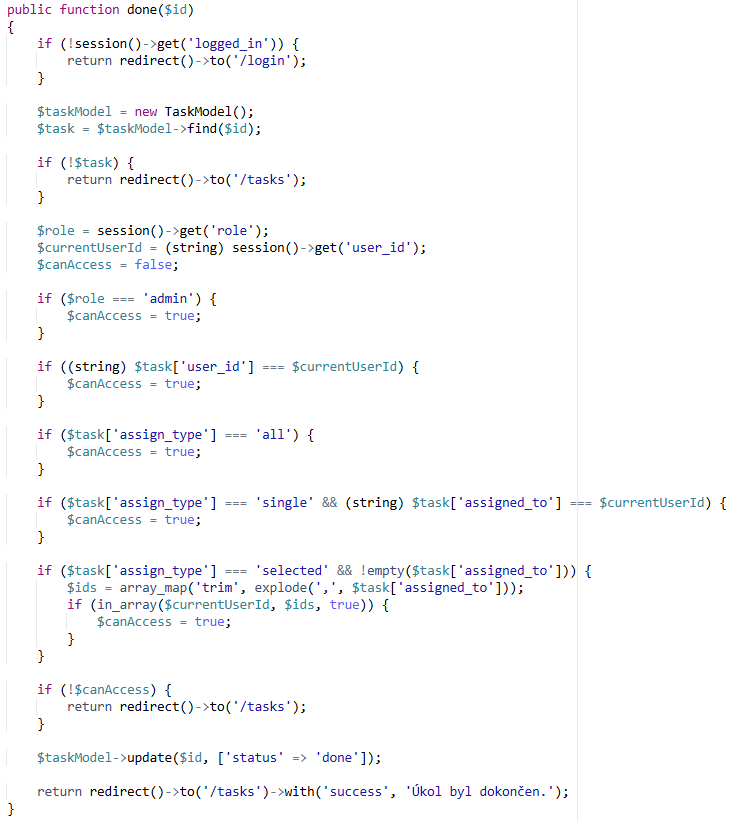 public function done($id)
{
    if (!session()->get('logged_in')) {
        return redirect()->to('/login');
    }

    $taskModel = new TaskModel();
    $task = $taskModel->find($id);

    if (!$task) {
        return redirect()->to('/tasks');
    }

    $role = session()->get('role');
    $currentUserId = (string) session()->get('user_id');
    $canAccess = false;

    if ($role === 'admin') {
        $canAccess = true;
    }

    if ((string) $task['user_id'] === $currentUserId) {
        $canAccess = true;
    }

    if ($task['assign_type'] === 'all') {
        $canAccess = true;
    }

    if ($task['assign_type'] === 'single' && (string) $task['assigned_to'] === $currentUserId) {
        $canAccess = true;
    }

    if ($task['assign_type'] === 'selected' && !empty($task['assigned_to'])) {
        $ids = array_map('trim', explode(',', $task['assigned_to']));
        if (in_array($currentUserId, $ids, true)) {
            $canAccess = true;
        }
    }

    if (!$canAccess) {
        return redirect()->to('/tasks');
    }

    $taskModel->update($id, ['status' => 'done']);

    return redirect()->to('/tasks')->with('success', 'Úkol byl dokončen.');
}